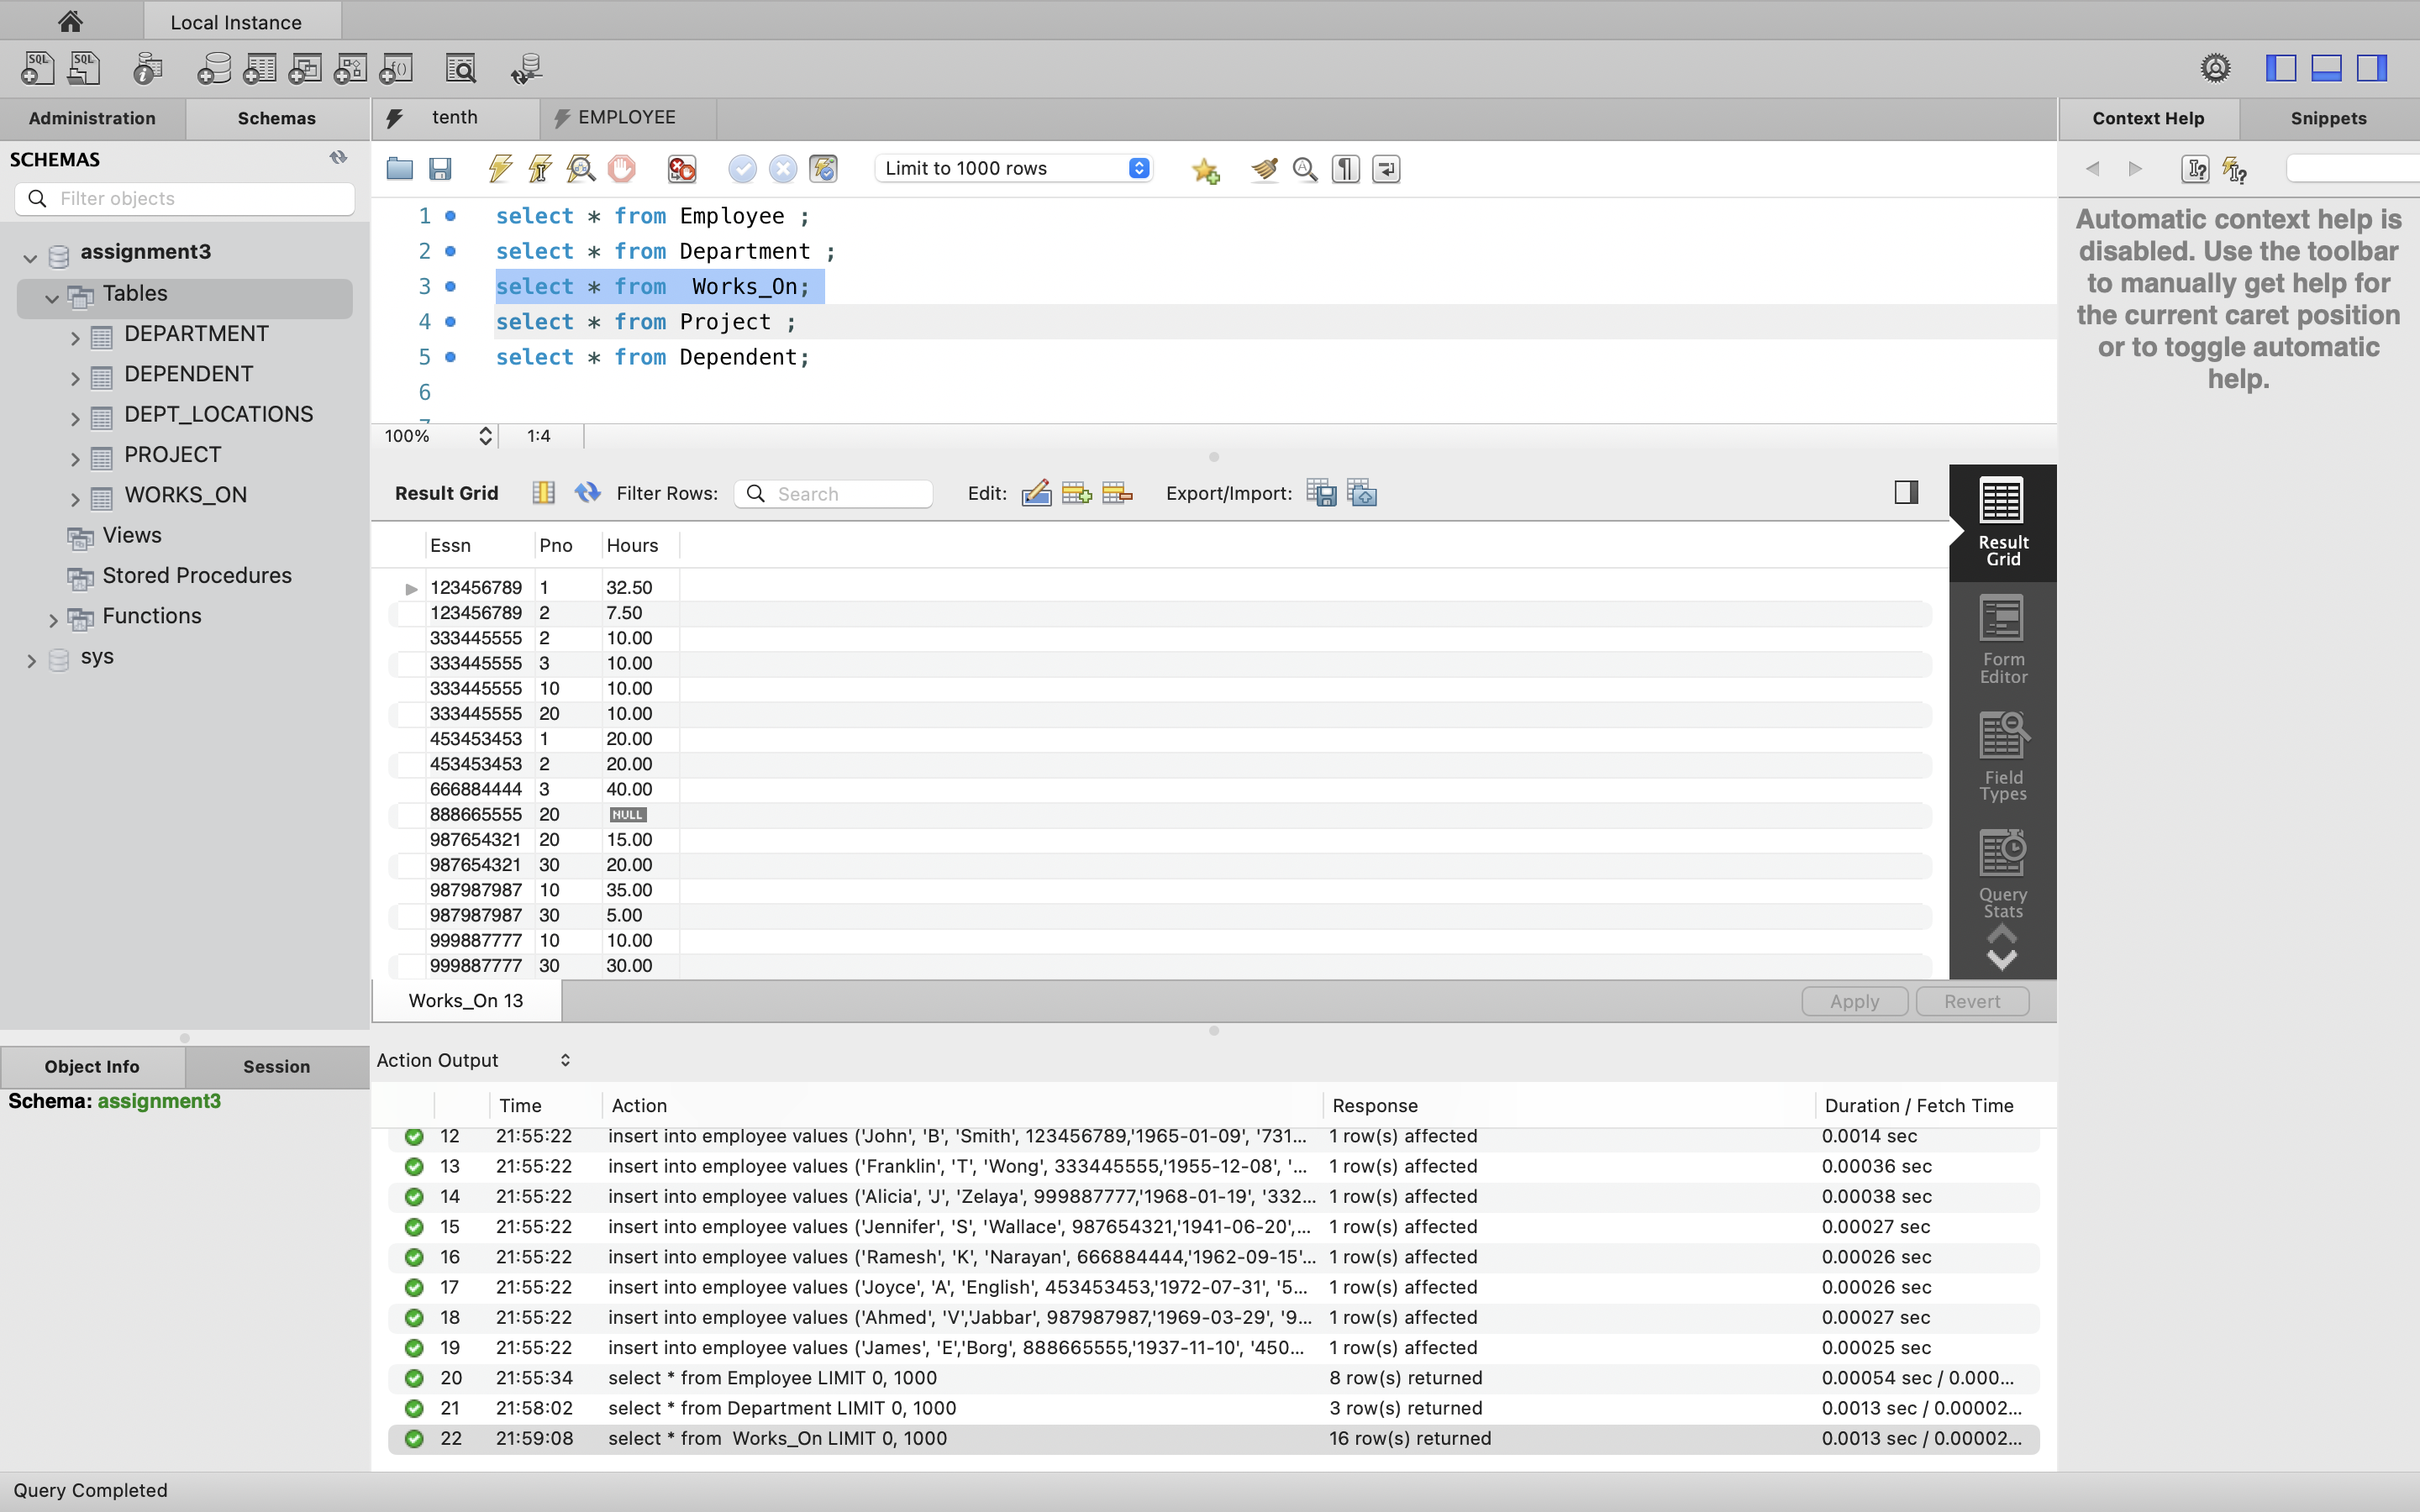 Local Instance
SQL SQL
Administration Schemas
SCHEMAS
Filter objects
assignment3
Tables
DEPARTMENT
DEPENDENT
DEPT_LOCATIONS
PROJECT
WORKS_ON
Views
Stored Procedures
Functions
sys
Object Info Session
Schema: assignment3
tenth EMPLOYEE
Limit to 1000 rows
1 select * from Employee ;
2 select * from Department ;
3 select * from  Works_On;
4 select * from Project ;
5 select * from Dependent;
6
100% 1:4
Result Grid Filter Rows: Search Edit: Export/Import:
Essn Pno Hours
123456789 1 32.50
123456789 2 7.50
333445555 2 10.00
333445555 3 10.00
333445555 10 10.00
333445555 20 10.00
453453453 1 20.00
453453453 2 20.00
666884444 3 40.00
888665555 20 NULL
987654321 20 15.00
987654321 30 20.00
987987987 10 35.00
987987987 30 5.00
999887777 10 10.00
999887777 30 30.00
Result
Grid
Form
Editor
Field
Types
Query
Stats
Works_On 13 Apply Revert
Action Output
Time Action Response Duration / Fetch Time
12 21:55:22 insert into employee values ('John', 'B', 'Smith', 123456789,'1965-01-09', '731... 1 row(s) affected 0.0014 sec
13 21:55:22 insert into employee values ('Franklin', 'T', 'Wong', 333445555,'1955-12-08', '... 1 row(s) affected 0.00036 sec
14 21:55:22 insert into employee values ('Alicia', 'J', 'Zelaya', 999887777,'1968-01-19', '332... 1 row(s) affected 0.00038 sec
15 21:55:22 insert into employee values ('Jennifer', 'S', 'Wallace', 987654321,'1941-06-20',... 1 row(s) affected 0.00027 sec
16 21:55:22 insert into employee values ('Ramesh', 'K', 'Narayan', 666884444,'1962-09-15'... 1 row(s) affected 0.00026 sec
17 21:55:22 insert into employee values ('Joyce', 'A', 'English', 453453453,'1972-07-31', '5... 1 row(s) affected 0.00026 sec
18 21:55:22 insert into employee values ('Ahmed', 'V','Jabbar', 987987987,'1969-03-29', '9... 1 row(s) affected 0.00027 sec
19 21:55:22 insert into employee values ('James', 'E','Borg', 888665555,'1937-11-10', '450... 1 row(s) affected 0.00025 sec
20 21:55:34 select * from Employee LIMIT 0, 1000 8 row(s) returned 0.00054 sec / 0.000...
21 21:58:02 select * from Department LIMIT 0, 1000 3 row(s) returned 0.0013 sec / 0.00002...
22 21:59:08 select * from  Works_On LIMIT 0, 1000 16 row(s) returned 0.0013 sec / 0.00002...
Context Help Snippets
Automatic context help is
disabled. Use the toolbar
to manually get help for
the current caret position
or to toggle automatic
help.
Query Completed